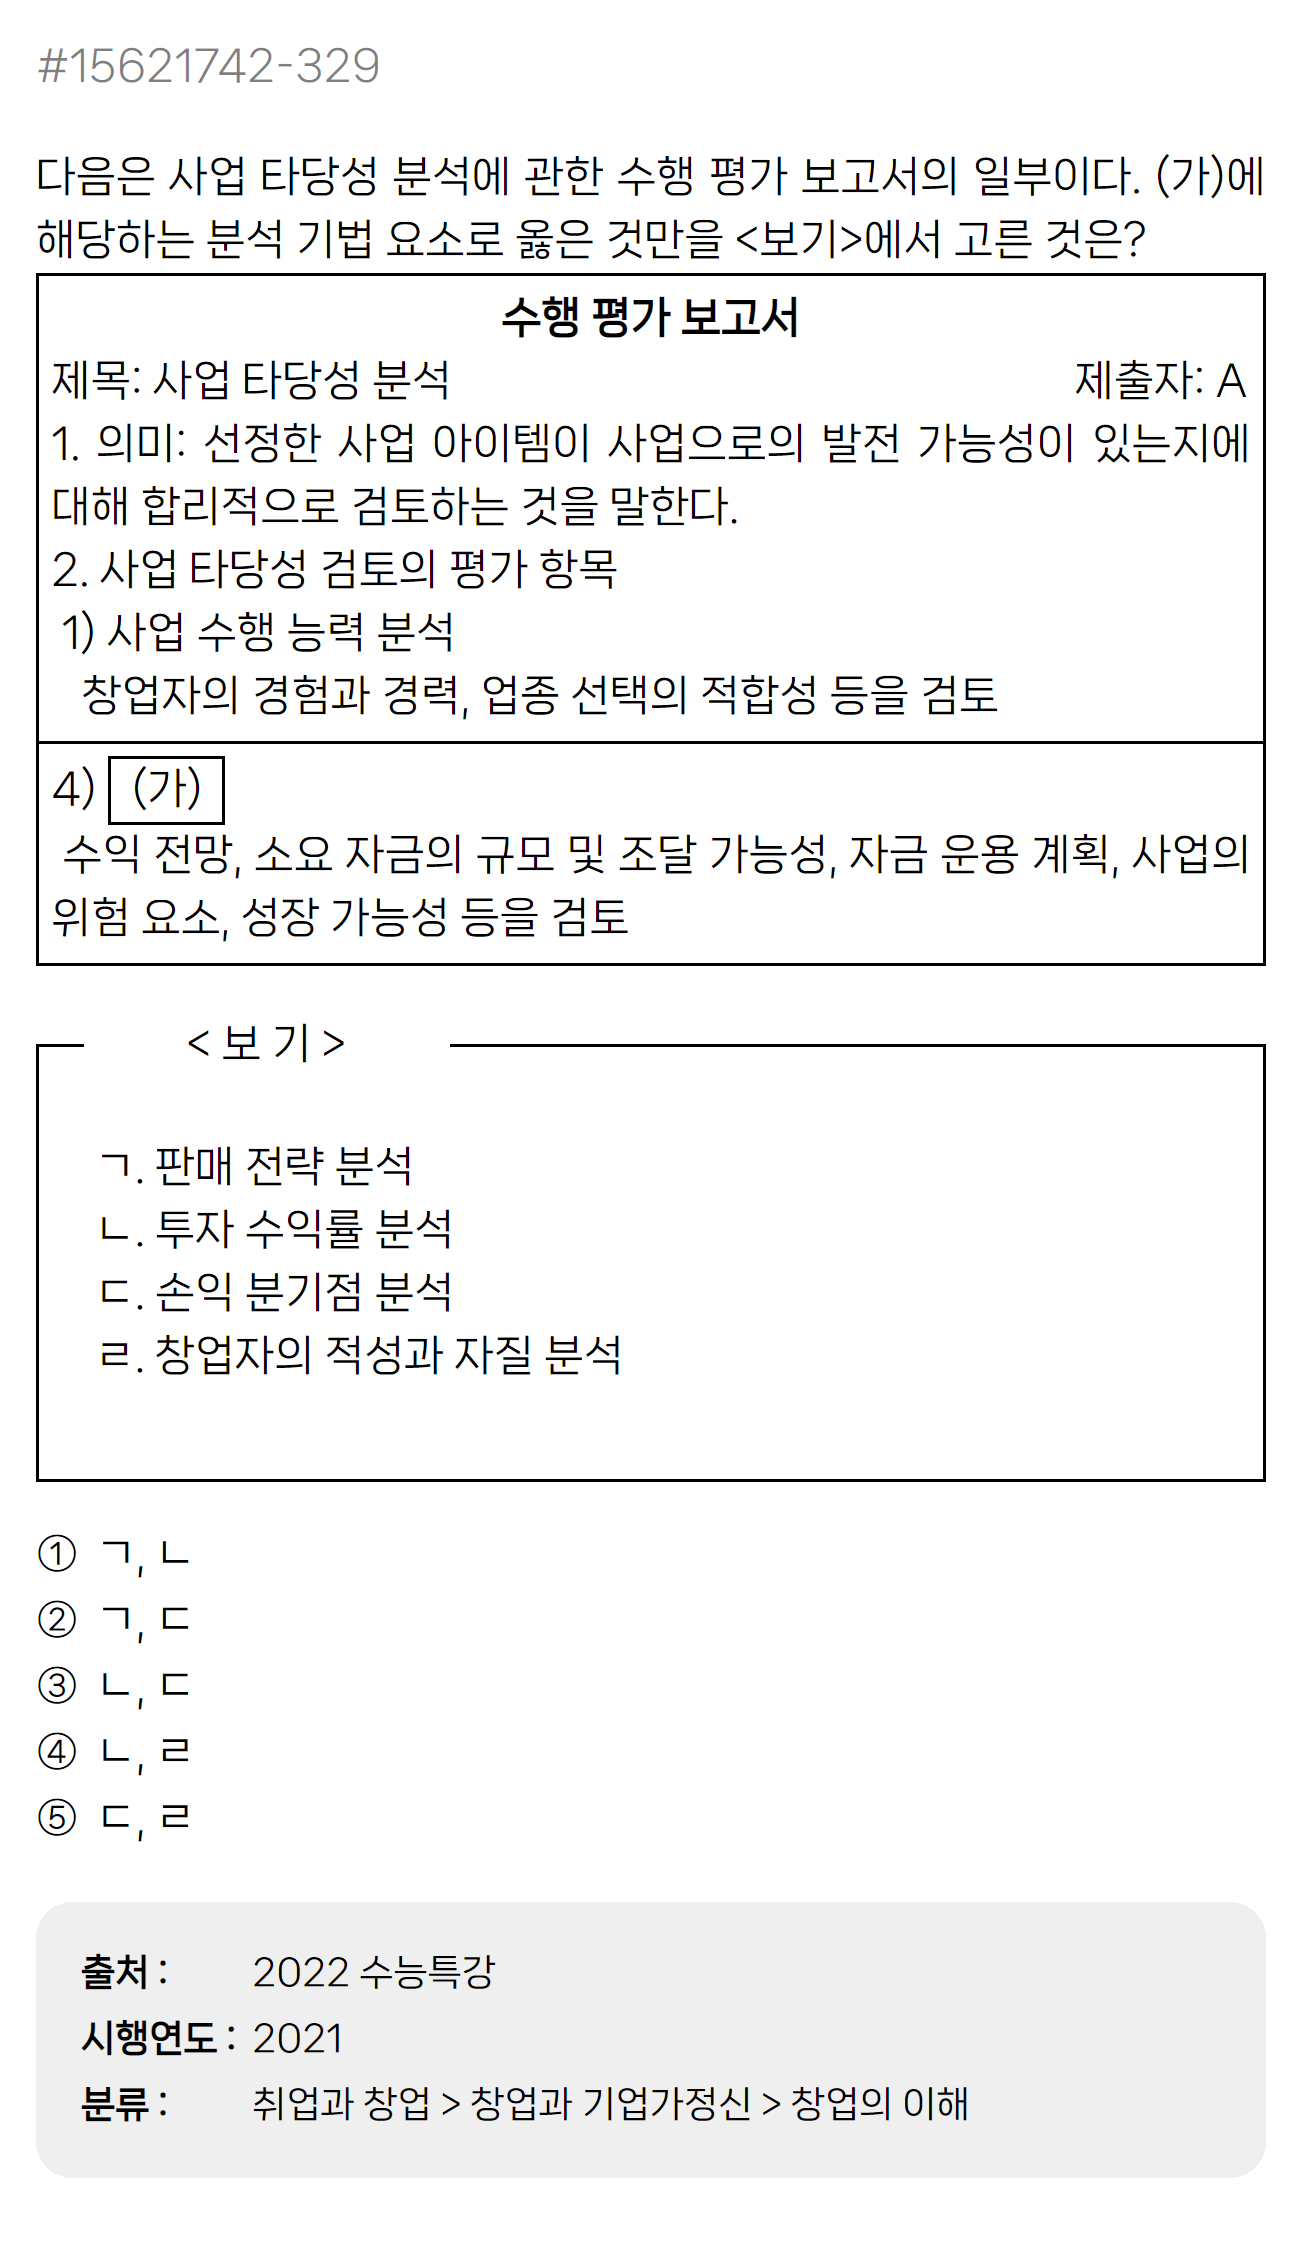 #15621742-329
다음은 사업 타당성 분석에 관한 수행 평가 보고서의 일부이다. (가)에
해당하는 분석 기법 요소로 옳은 것만을 <보기>에서 고른 것은?
수행 평가 보고서
제목: 사업 타당성 분석 제출자: A
1. 의미: 선정한 사업 아이템이 사업으로의 발전 가능성이 있는지에
대해 합리적으로 검토하는 것을 말한다.
2. 사업 타당성 검토의 평가 항목
1) 사업 수행 능력 분석
창업자의 경험과 경력, 업종 선택의 적합성 등을 검토
4) (가)
수익 전망, 소요 자금의 규모 및 조달 가능성, 자금 운용 계획, 사업의
위험 요소, 성장 가능성 등을 검토
< 보 기 >
ㄱ. 판매 전략 분석
ㄴ. 투자 수익률 분석
ㄷ. 손익 분기점 분석
ㄹ. 창업자의 적성과 자질 분석
① ㄱ, ㄴ
② ㄱ, ㄷ
③ ㄴ, ㄷ
④ ㄴ, ㄹ
⑤ ㄷ, ㄹ
출처 : 2022 수능특강
시행연도 : 2021
분류 : 취업과 창업 > 창업과 기업가정신 > 창업의 이해